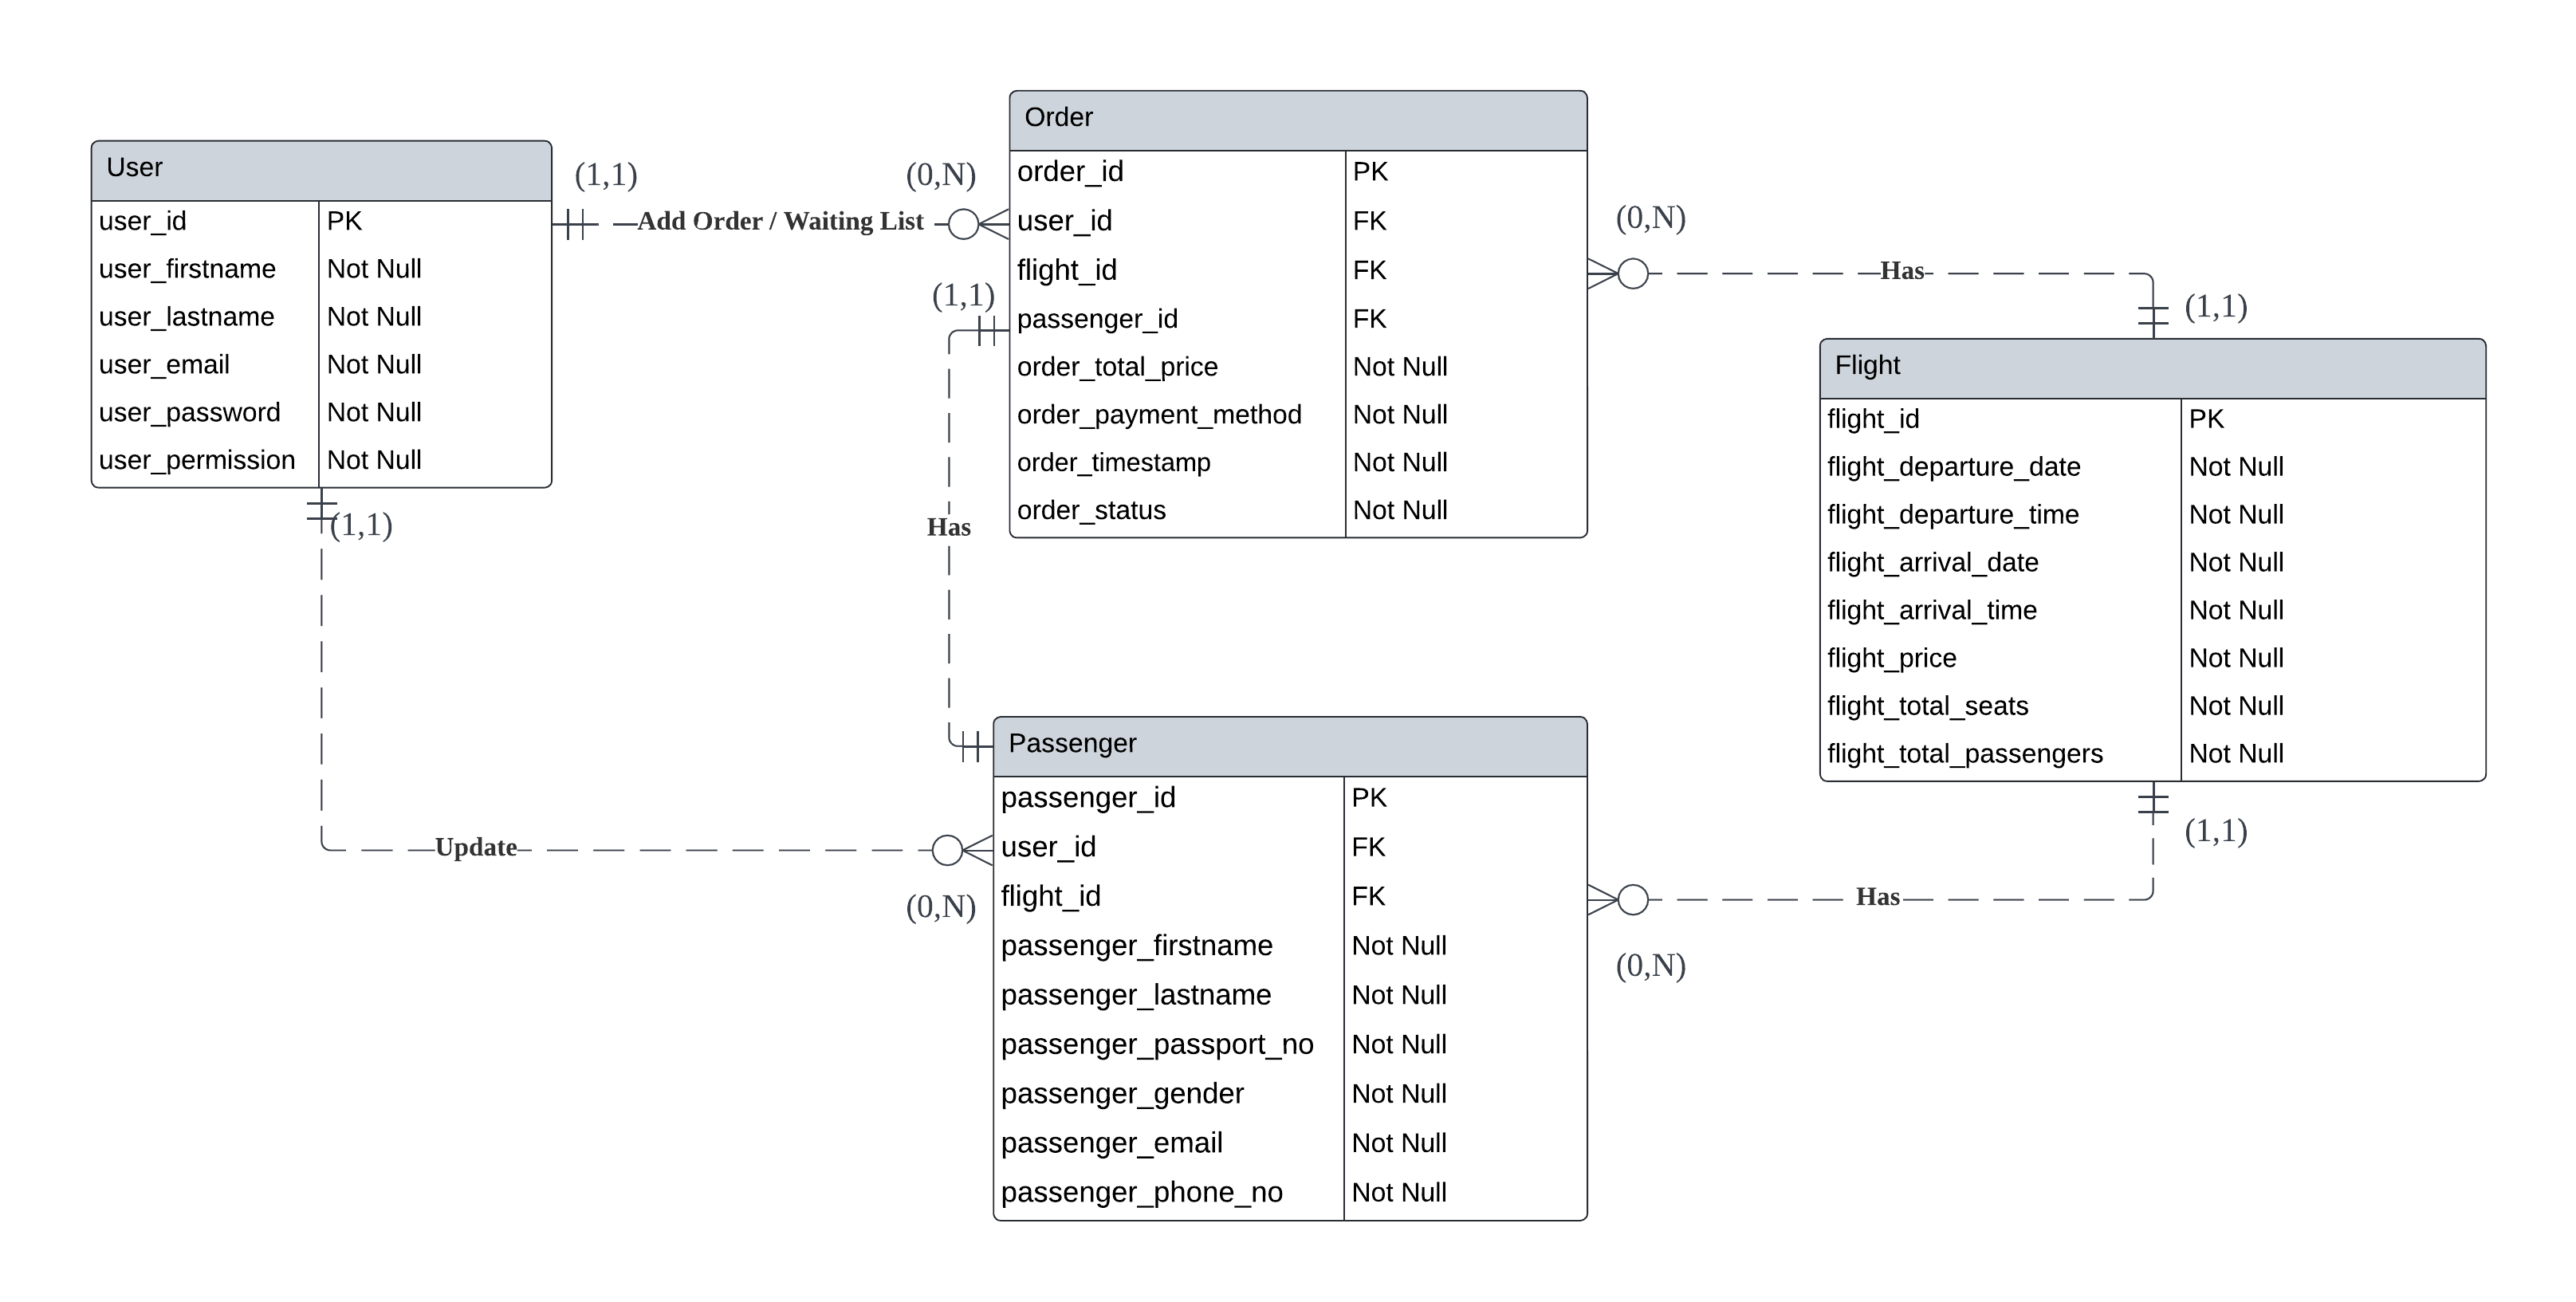 User
user_id PK
user_firstname Not Null
user_lastname Not Null
user_email Not Null
user_password Not Null
user_permission Not Null
(1,1)
Add Order / Waiting List
(0,N)
Order
order_id PK
user_id FK
flight_id FK
passenger_id FK
order_total_price Not Null
order_payment_method Not Null
order_timestamp Not Null
order_status Not Null
(0,N)
Has
(1,1)
(1,1)
Has
Flight
flight_id PK
flight_departure_date Not Null
flight_departure_time Not Null
flight_arrival_date Not Null
flight_arrival_time Not Null
flight_price Not Null
flight_total_seats Not Null
flight_total_passengers Not Null
(1,1)
Update
(0,N)
Passenger
passenger_id PK
user_id FK
flight_id FK
passenger_firstname Not Null
passenger_lastname Not Null
passenger_passport_no Not Null
passenger_gender Not Null
passenger_email Not Null
passenger_phone_no Not Null
(1,1)
Has
(0,N)